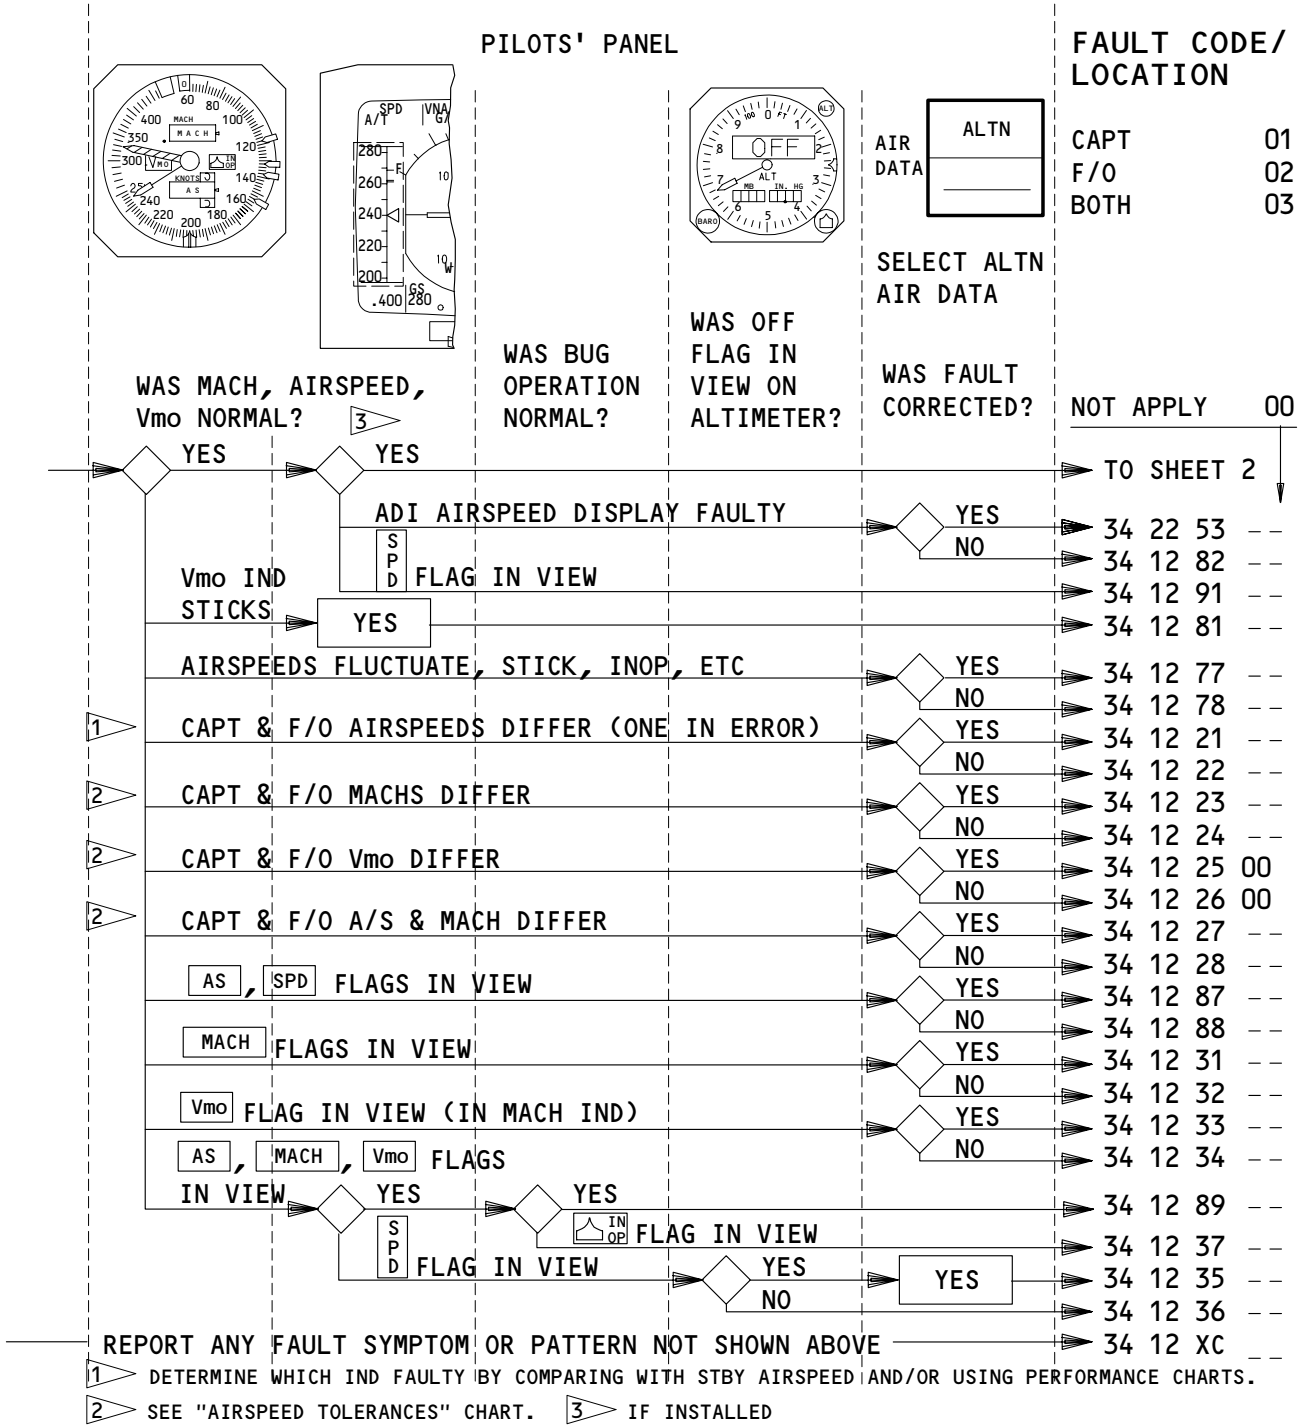 PILOTS' PANEL
FAULT CODE/
LOCATION
CAPT 01
F/O 02
BOTH 03
0
60
80
100
120
140
160
180
200
220
240
300
350
400
MACH
MACH
Vmo
IN
OP
KNOTS
AS
SPD
VNA
A/T
G/
280
F
260
240
220
200
10
10
W
GS
.400
280
100 FT
0
1
2
3
4
5
6
7
8
9
ALT
OFF
ALT
MB
IN. HG
BARO
AIR
DATA
ALTN
SELECT ALTN
AIR DATA
WAS MACH, AIRSPEED,
Vmo NORMAL?
3
WAS BUG
OPERATION
NORMAL?
WAS OFF
FLAG IN
VIEW ON
ALTIMETER?
WAS FAULT
CORRECTED?
NOT APPLY 00
YES
YES
TO SHEET 2
ADI AIRSPEED DISPLAY FAULTY
YES
34 22 53 --
NO
34 12 82 --
SPD
FLAG IN VIEW
34 12 91 --
Vmo IND
STICKS
YES
34 12 81 --
AIRSPEEDS FLUCTUATE, STICK, INOP, ETC
YES
34 12 77 --
NO
34 12 78 --
1
CAPT & F/O AIRSPEEDS DIFFER (ONE IN ERROR)
YES
34 12 21 --
NO
34 12 22 --
2
CAPT & F/O MACHS DIFFER
YES
34 12 23 --
NO
34 12 24 --
2
CAPT & F/O Vmo DIFFER
YES
34 12 25 00
NO
34 12 26 00
2
CAPT & F/O A/S & MACH DIFFER
YES
34 12 27 --
NO
34 12 28 --
AS , SPD FLAGS IN VIEW
YES
34 12 87 --
NO
34 12 88 --
MACH FLAGS IN VIEW
YES
34 12 31 --
NO
34 12 32 --
Vmo FLAG IN VIEW (IN MACH IND)
YES
34 12 33 --
NO
34 12 34 --
AS , MACH , Vmo FLAGS
IN VIEW
YES
YES
34 12 89 --
IN
OP
FLAG IN VIEW
34 12 37 --
SPD
FLAG IN VIEW
YES
YES
34 12 35 --
NO
34 12 36 --
REPORT ANY FAULT SYMPTOM OR PATTERN NOT SHOWN ABOVE
34 12 XC --
1 DETERMINE WHICH IND FAULTY BY COMPARING WITH STBY AIRSPEED AND/OR USING PERFORMANCE CHARTS.
2 SEE "AIRSPEED TOLERANCES" CHART.
3 IF INSTALLED